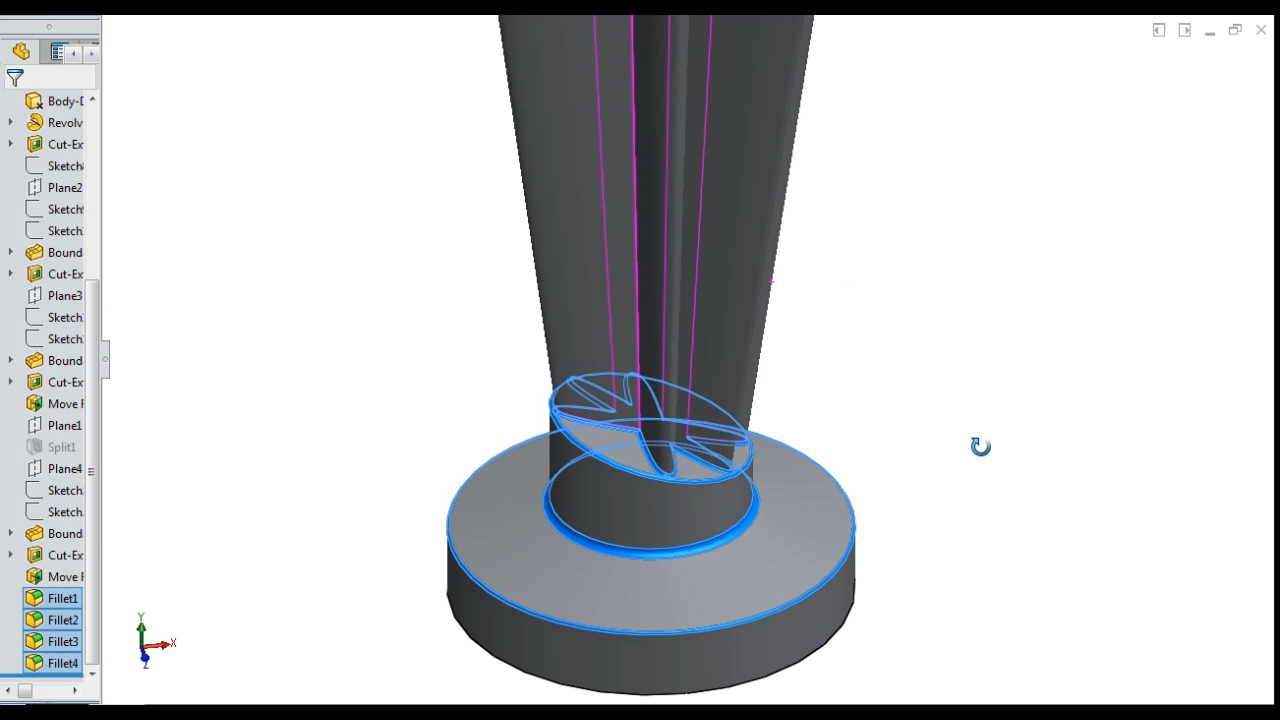 Body-D
Revolv
Cut-Ex
Sketch
Plane2
Sketch
Sketch
Bound
Cut-Ex
Plane3
Sketch
Sketch
Bound
Cut-Ex
Move F
Plane1
Split1
Plane4
Sketch
Sketch
Bound
Cut-Ex
Move F
Fillet1
Fillet2
Fillet3
Fillet4
Y
X
Z